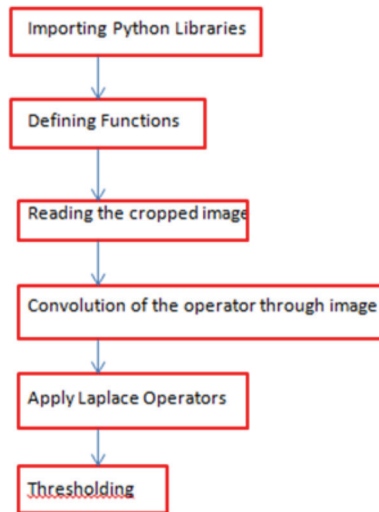 Importing Python Libraries
Defining Functions
Reading the cropped image
Convolution of the operator through image
Apply Laplace Operators
Thresholding